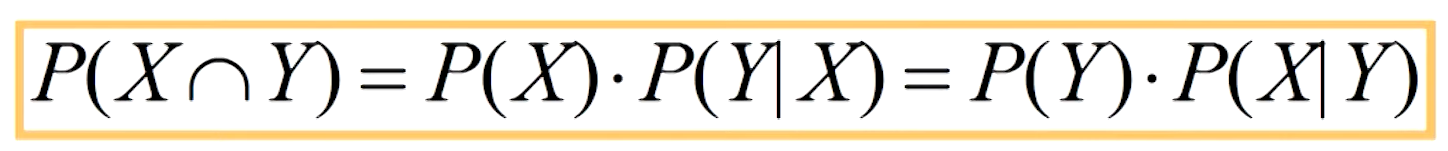 P(X∩Y) = P(X)·P(Y|X) = P(Y)·P(X|Y)